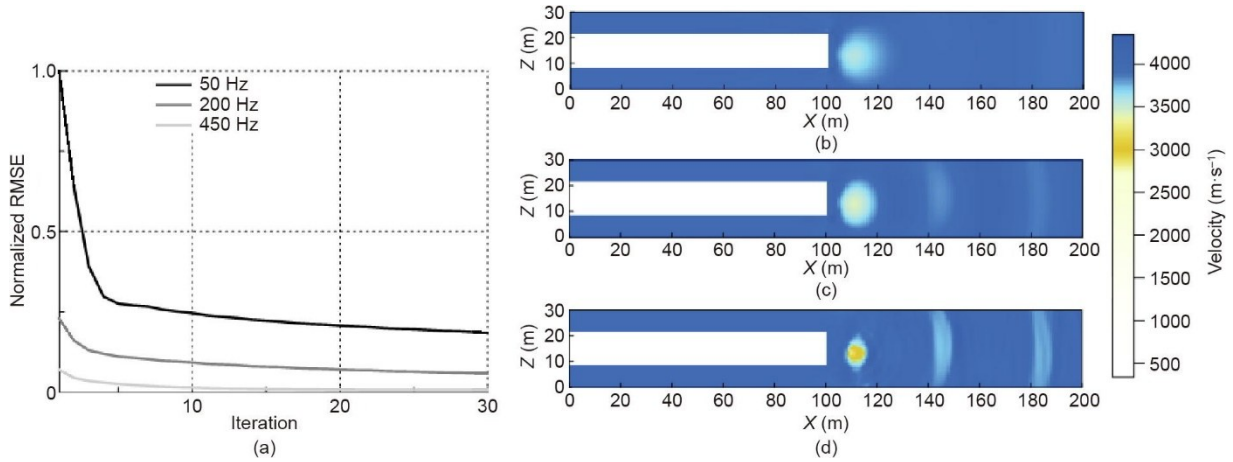 1.0
0.5
0
10
20
30
Normalized RMSE
Iteration
50 Hz
200 Hz
450 Hz
(a)
30
20
10
0
Z (m)
0 20 40 60 80 100 120 140 160 180 200
X (m)
(b)
30
20
10
0
Z (m)
0 20 40 60 80 100 120 140 160 180 200
X (m)
(c)
30
20
10
0
Z (m)
0 20 40 60 80 100 120 140 160 180 200
X (m)
(d)
4000
3500
3000
2500
2000
1500
1000
500
Velocity (m·s⁻¹)